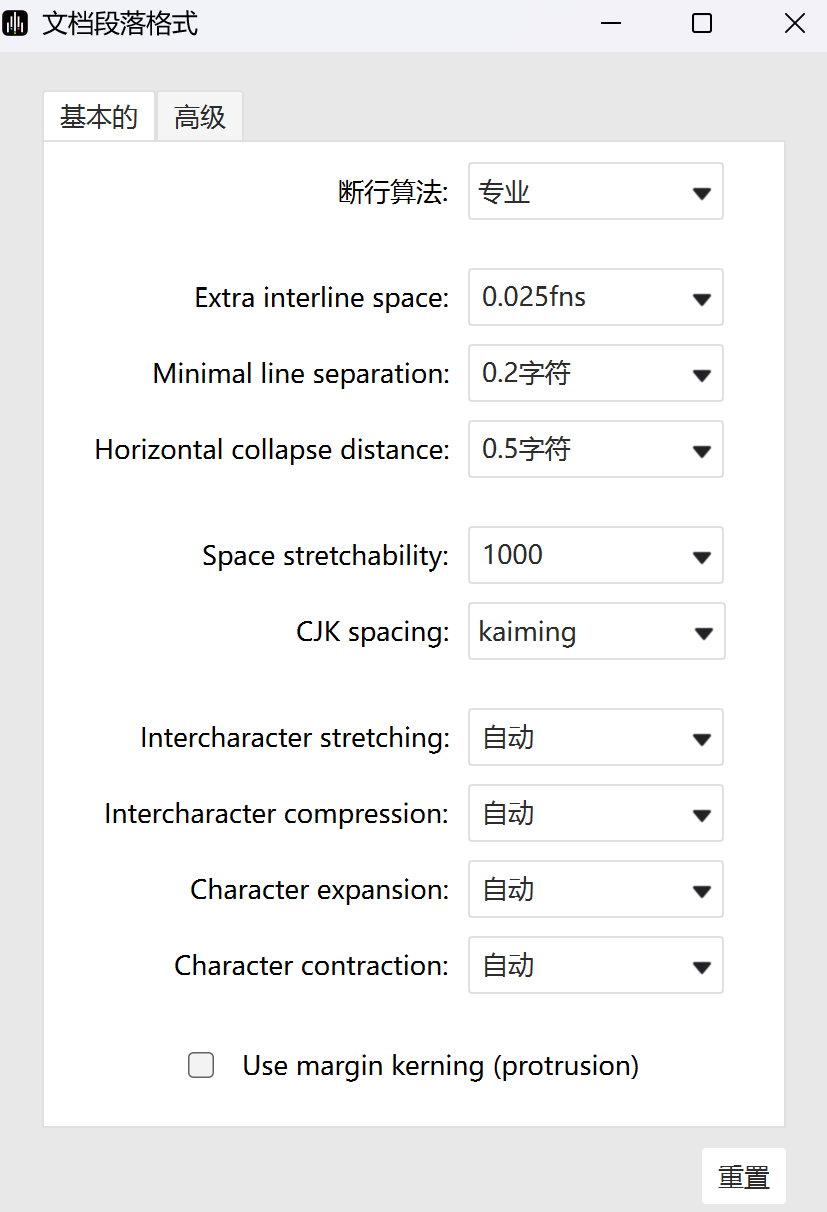 文档段落格式
基本的 高级
断行算法: 专业
Extra interline space: 0.025fns
Minimal line separation: 0.2字符
Horizontal collapse distance: 0.5字符
Space stretchability: 1000
CJK spacing: kaiming
Intercharacter stretching: 自动
Intercharacter compression: 自动
Character expansion: 自动
Character contraction: 自动
Use margin kerning (protrusion)
重置